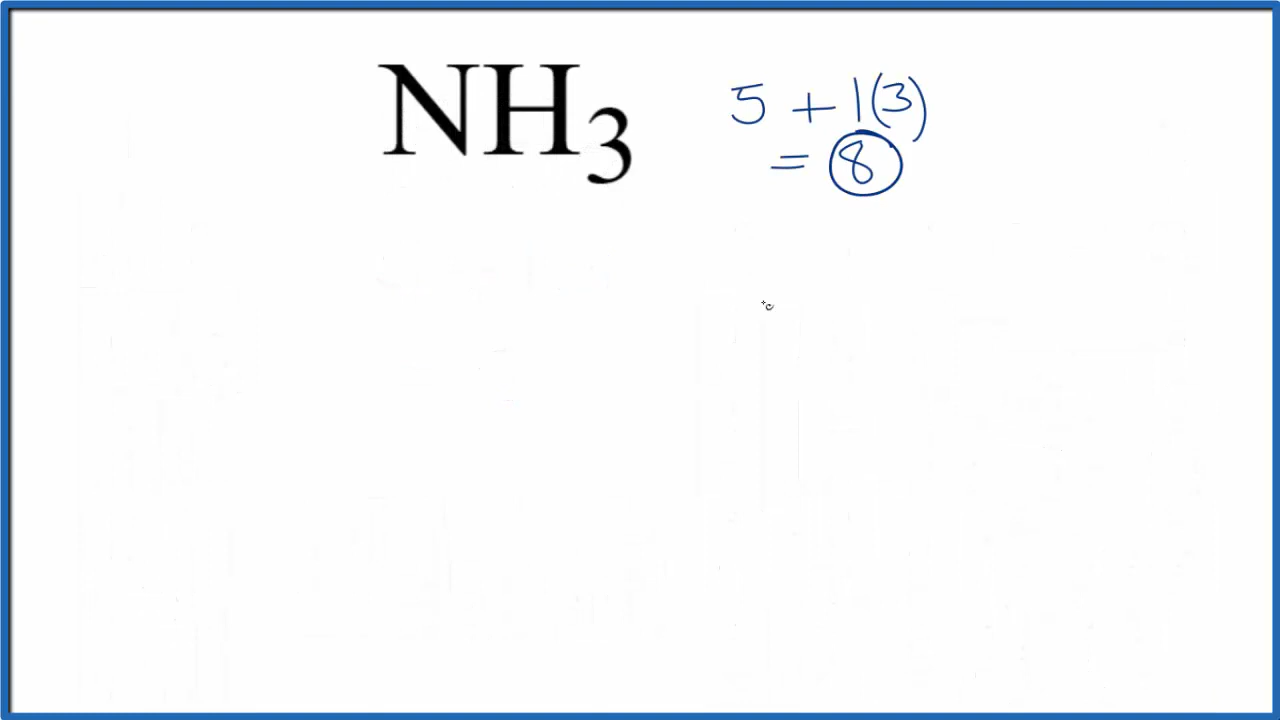 NH₃
5 + 1(3)
= 8